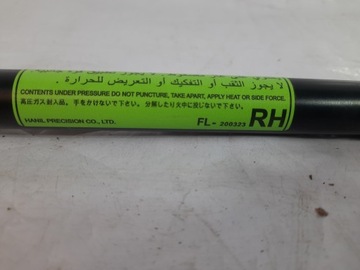 لا يجوز الثقب أو التفكيك أو التعريض للحرارة .
CONTENTS UNDER PRESSURE DO NOT PUNCTURE, TAKE APART, APPLY HEAT OR SIDE FORCE.
高圧ガス封入品。手をかけないで下さい。分解したり火中に投じないで下さい。
HANIL PRECISION CO., LTD. FL- 200323 RH